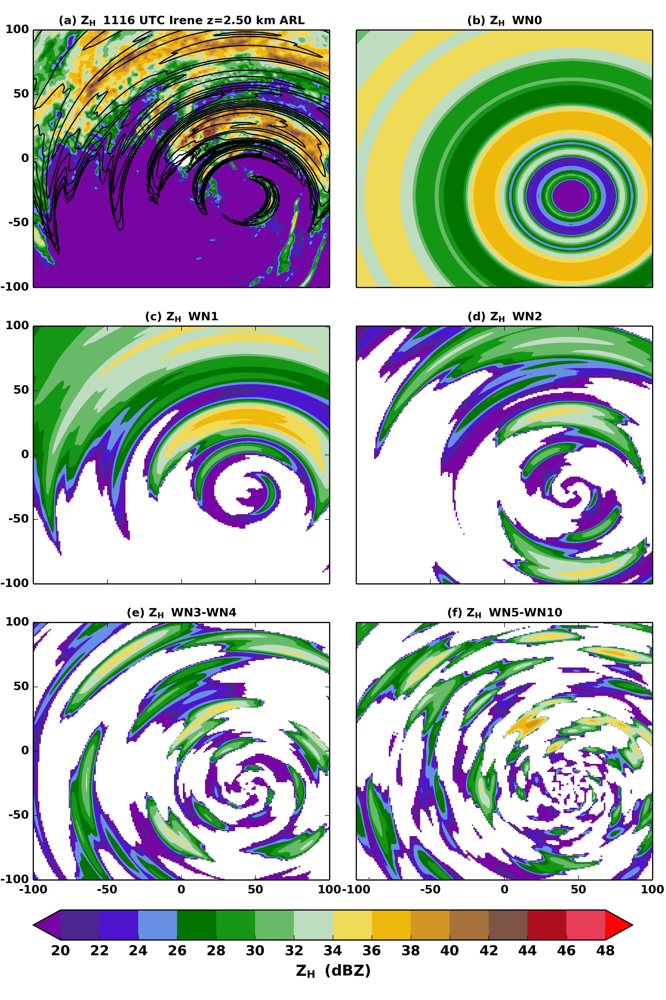 (a) Z_H 1116 UTC Irene z=2.50 km ARL
(b) Z_H WN0
100
50
0
-50
-100
(c) Z_H WN1
(d) Z_H WN2
100
50
0
-50
-100
(e) Z_H WN3-WN4
(f) Z_H WN5-WN10
100
50
0
-50
-100
-100 -50 0 50 100
-100 -50 0 50 100
20 22 24 26 28 30 32 34 36 38 40 42 44 46 48
Z_H (dBZ)